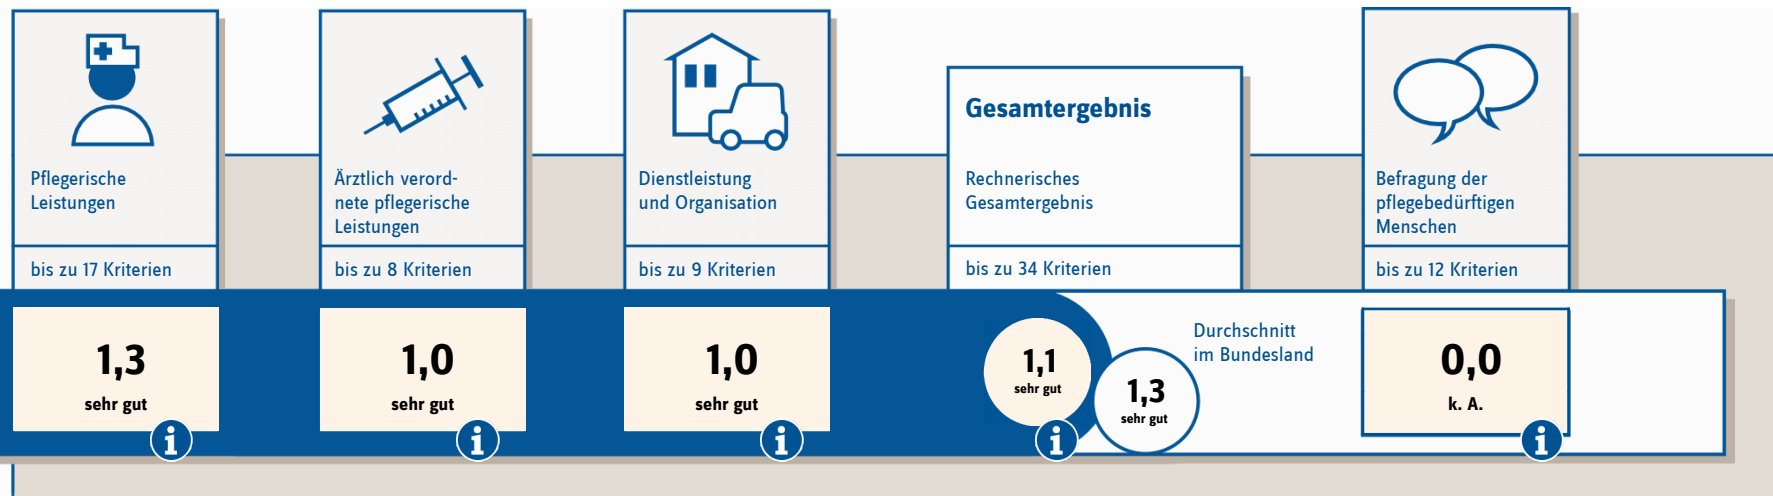 Pflegerische
Leistungen
bis zu 17 Kriterien
1,3
sehr gut
i
Ärztlich verord-
nete pflegerische
Leistungen
bis zu 8 Kriterien
1,0
sehr gut
i
Dienstleistung
und Organisation
bis zu 9 Kriterien
1,0
sehr gut
i
Gesamtergebnis
Rechnerisches
Gesamtergebnis
bis zu 34 Kriterien
1,1
sehr gut
i
1,3
sehr gut
Durchschnitt
im Bundesland
Befragung der
pflegebedürftigen
Menschen
bis zu 12 Kriterien
0,0
k. A.
i